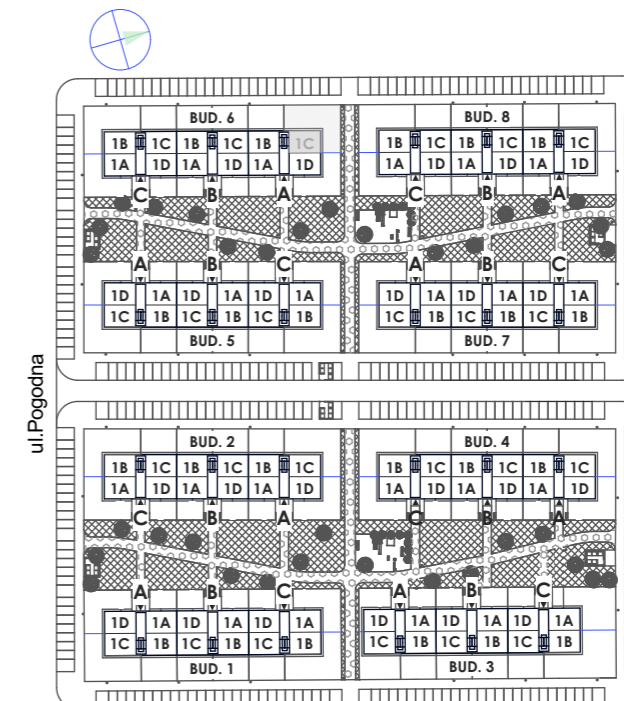 BUD. 6 BUD. 8
1B 1C 1B 1C 1B 1C 1B 1C 1B 1C 1B 1C
1A 1D 1A 1D 1A 1D 1A 1D 1A 1D 1A 1D
C B A C B A
A B C A B C
1D 1A 1D 1A 1D 1A 1D 1A 1D 1A 1D 1A
1C 1B 1C 1B 1C 1B 1C 1B 1C 1B 1C 1B
BUD. 5 BUD. 7
ul.Pogodna
BUD. 2 BUD. 4
1B 1C 1B 1C 1B 1C 1B 1C 1B 1C 1B 1C
1A 1D 1A 1D 1A 1D 1A 1D 1A 1D 1A 1D
C B A C B A
A B C A B C
1D 1A 1D 1A 1D 1A 1D 1A 1D 1A 1D 1A
1C 1B 1C 1B 1C 1B 1C 1B 1C 1B 1C 1B
BUD. 1 BUD. 3